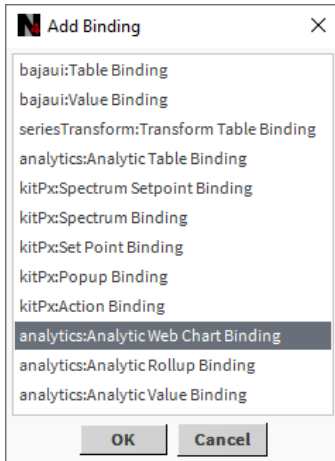 N4 Add Binding
bajaui:Table Binding
bajaui:Value Binding
seriesTransform:Transform Table Binding
analytics:Analytic Table Binding
kitPx:Spectrum Setpoint Binding
kitPx:Spectrum Binding
kitPx:Set Point Binding
kitPx:Popup Binding
kitPx:Action Binding
analytics:Analytic Web Chart Binding
analytics:Analytic Rollup Binding
analytics:Analytic Value Binding
OK Cancel